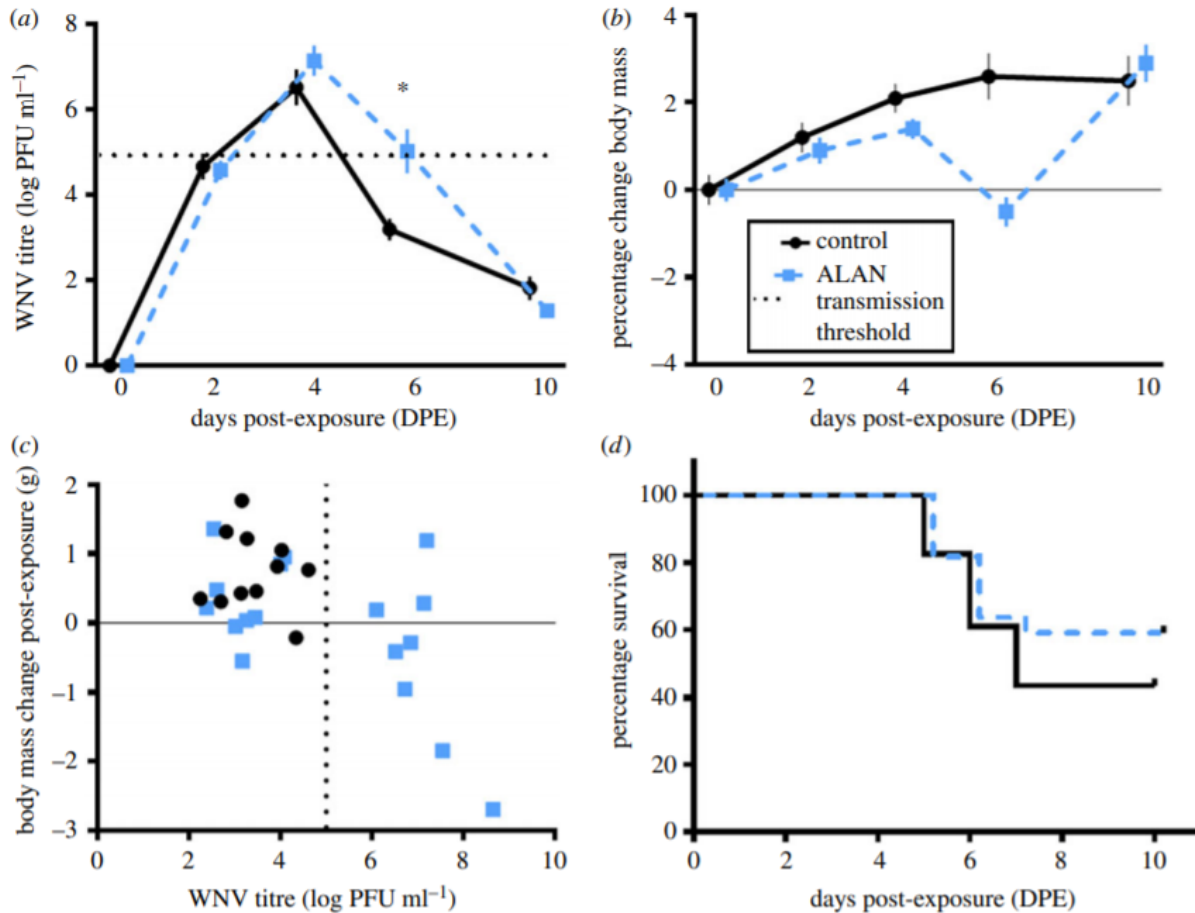 (a)
8
6
4
2
0
WNV titre (log PFU ml⁻¹)
*
0 2 4 6 10
days post-exposure (DPE)
(b)
4
2
0
−2
−4
percentage change body mass
control
ALAN
transmission
threshold
0 2 4 6 10
days post-exposure (DPE)
(c)
2
1
0
−1
−2
−3
body mass change post-exposure (g)
0 2 4 6 8 10
WNV titre (log PFU ml⁻¹)
(d)
100
80
60
40
20
0
percentage survival
0 2 4 6 8 10
days post-exposure (DPE)